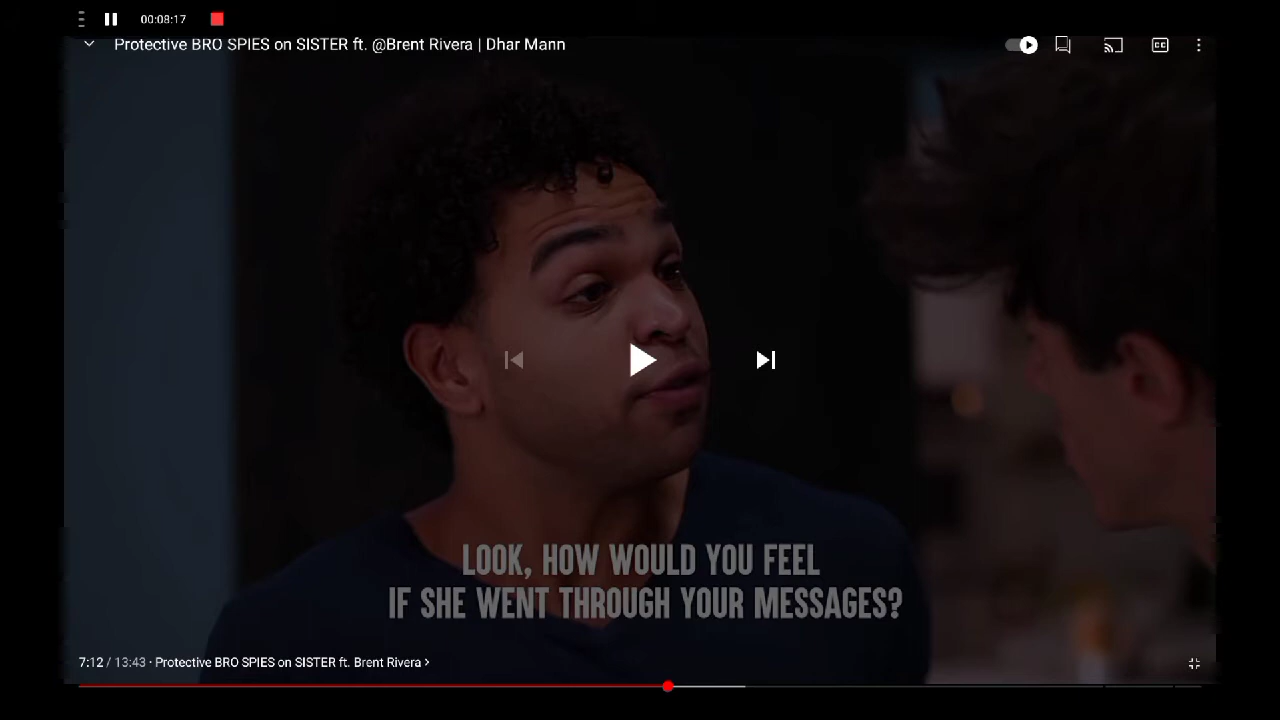 00:08:17
Protective BRO SPIES on SISTER ft. @Brent Rivera | Dhar Mann
CC
LOOK, HOW WOULD YOU FEEL
IF SHE WENT THROUGH YOUR MESSAGES?
7:12 / 13:43 · Protective BRO SPIES on SISTER ft. Brent Rivera >